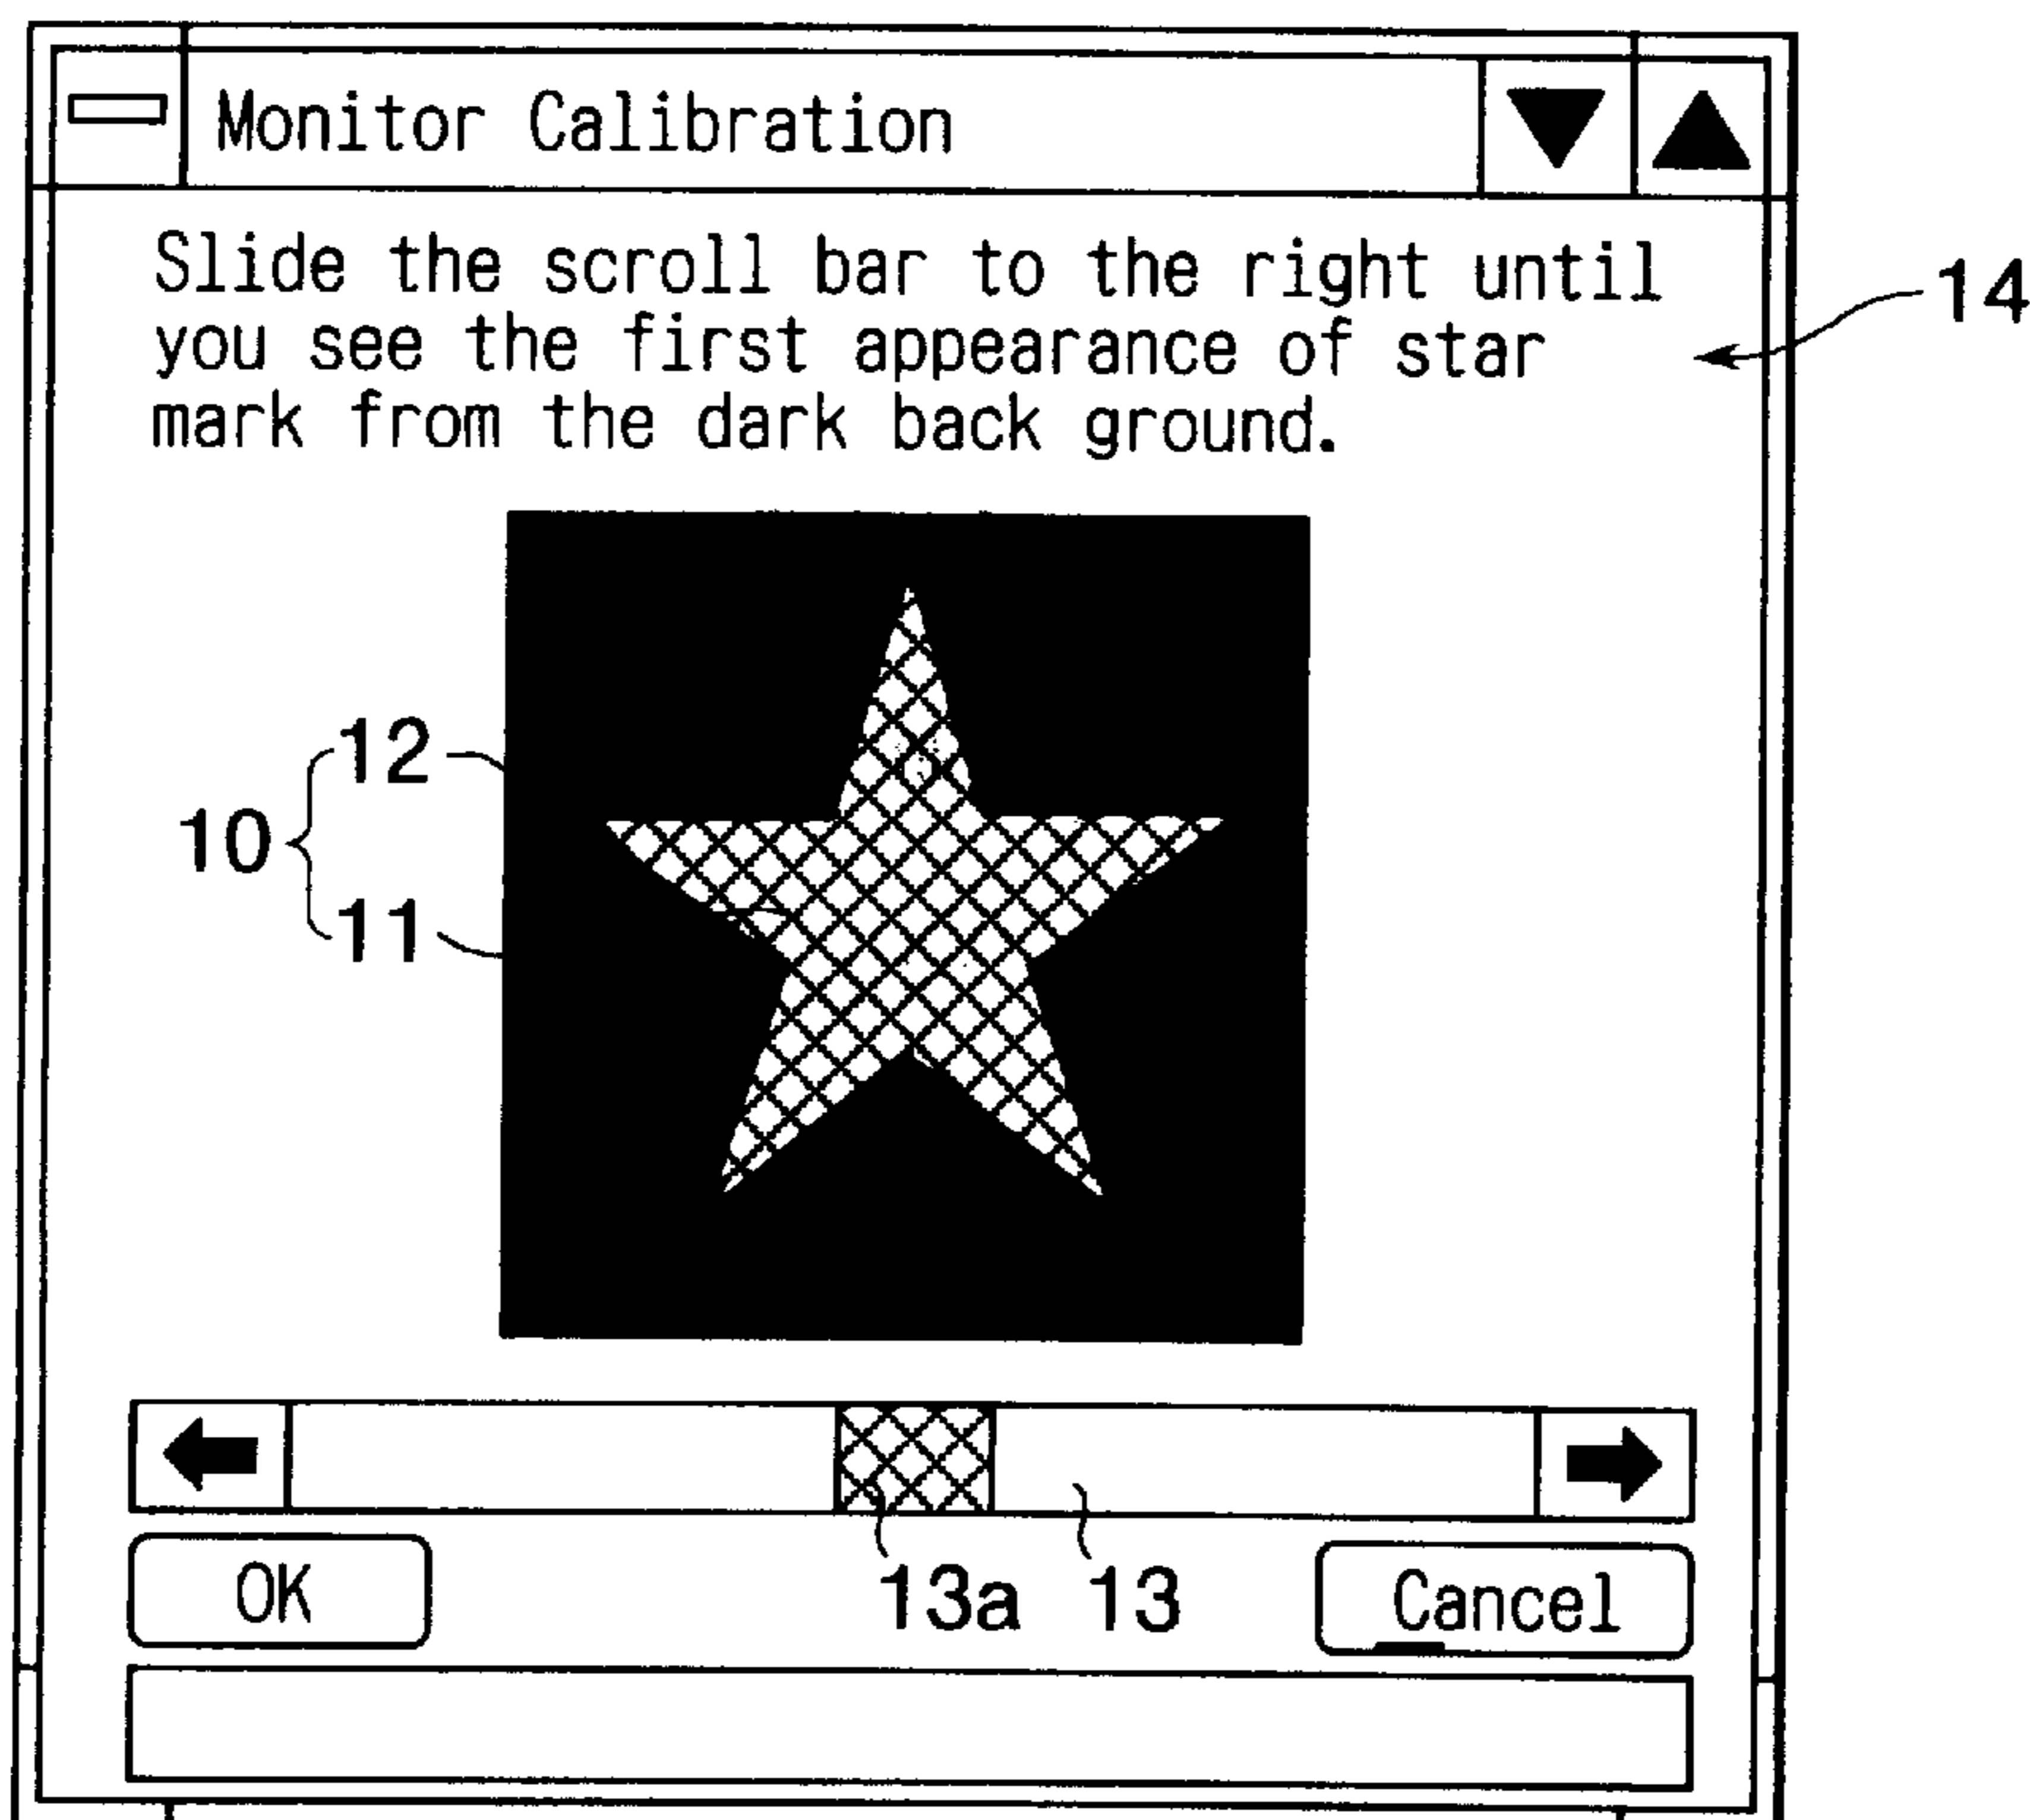 Monitor Calibration
Slide the scroll bar to the right until
you see the first appearance of star
mark from the dark back ground.
14
12
10
11
13a 13
OK
Cancel